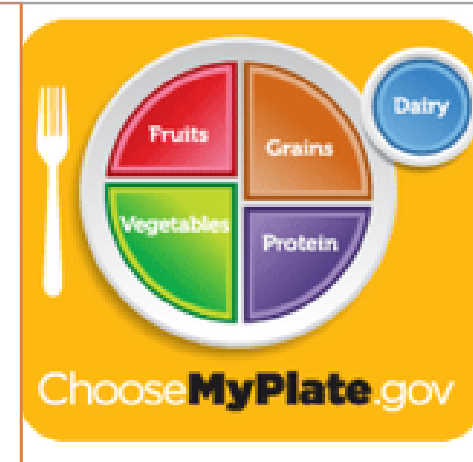 Fruits
Grains
Dairy
Vegetables
Protein
ChooseMyPlate.gov